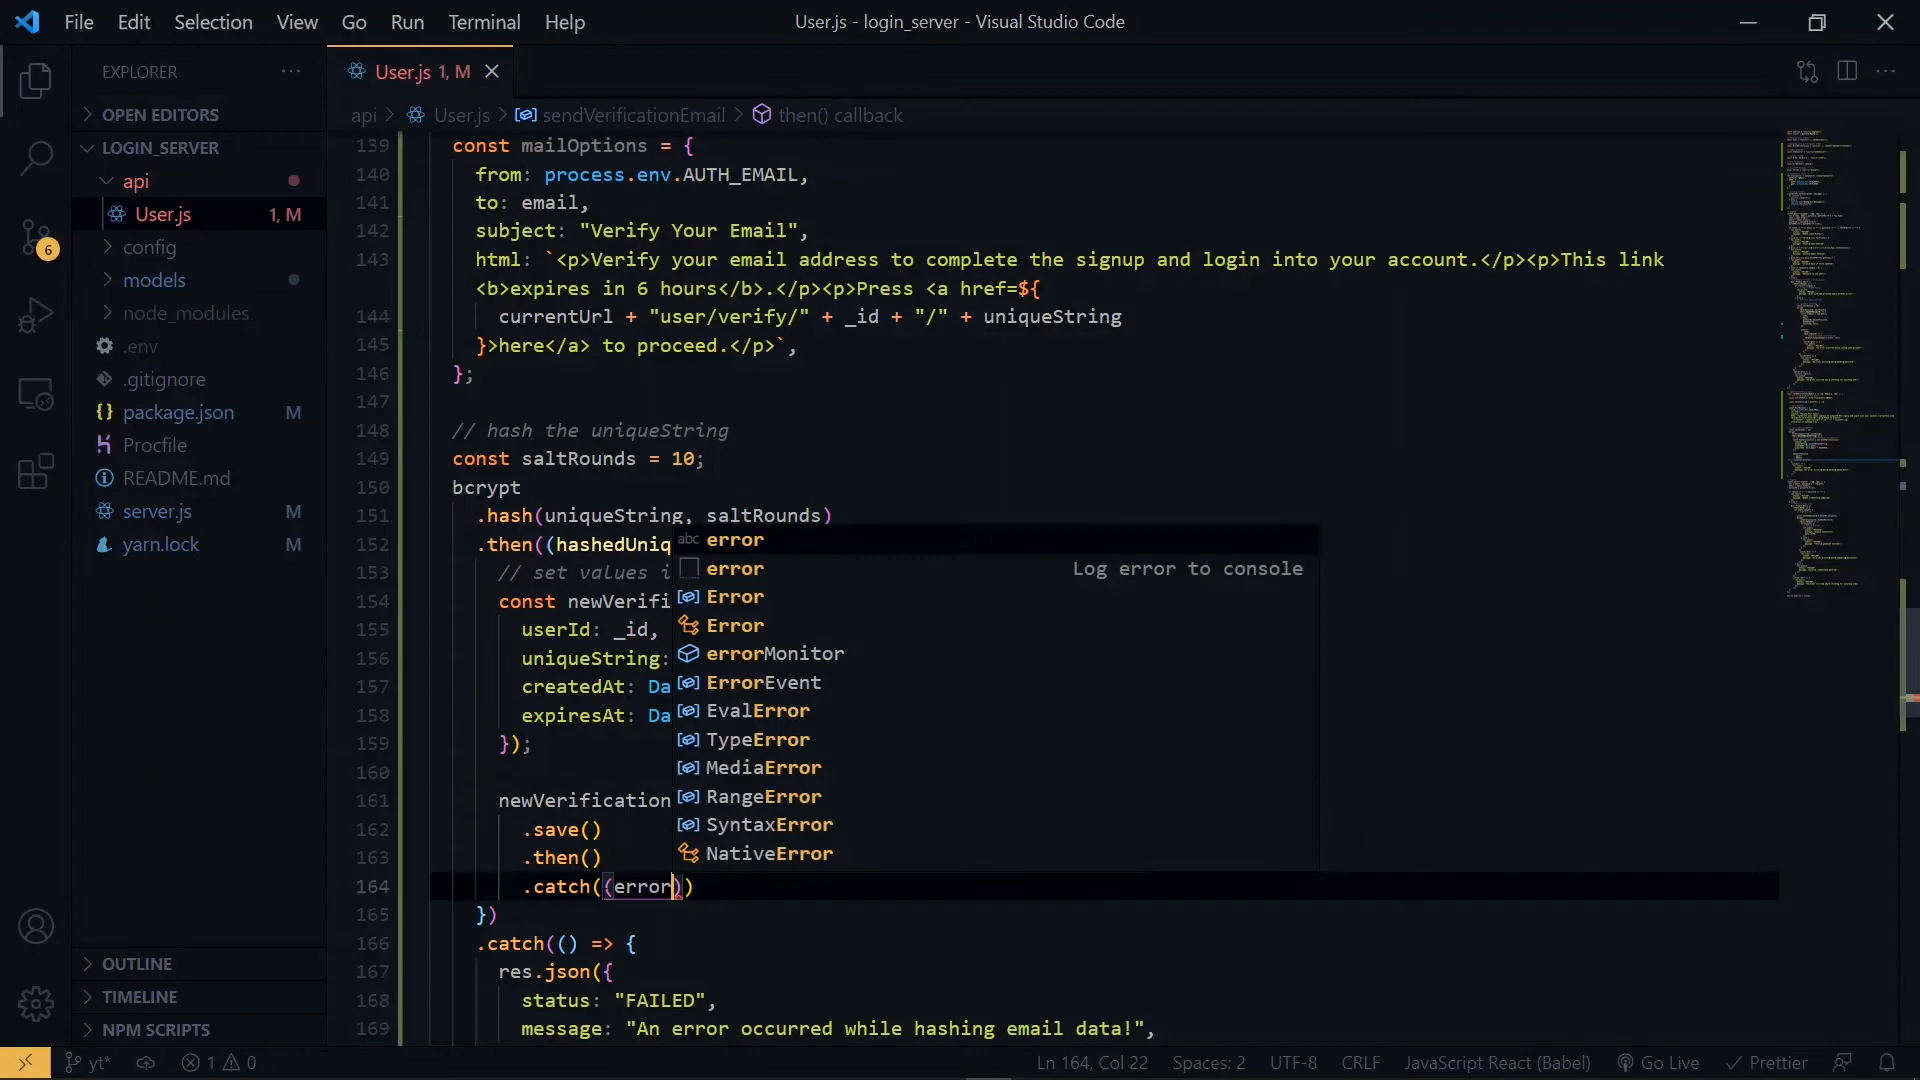 File Edit Selection View Go Run Terminal Help
User.js - login_server - Visual Studio Code
EXPLORER ···
OPEN EDITORS
LOGIN_SERVER
api
User.js 1, M
config
models
node_modules
.env
.gitignore
package.json M
Procfile
README.md
server.js M
yarn.lock M
OUTLINE
TIMELINE
NPM SCRIPTS
6
User.js 1, M
api > User.js > sendVerificationEmail > then() callback
139 const mailOptions = {
140 from: process.env.AUTH_EMAIL,
141 to: email,
142 subject: "Verify Your Email",
143 html: `<p>Verify your email address to complete the signup and login into your account.</p><p>This link
<b>expires in 6 hours</b>.</p><p>Press <a href=${
144 currentUrl + "user/verify/" + _id + "/" + uniqueString
145 }>here</a> to proceed.</p>`,
146 };
147
148 // hash the uniqueString
149 const saltRounds = 10;
150 bcrypt
151 .hash(uniqueString, saltRounds)
152 .then((hashedUniq
153 // set values i
154 const newVerifi
155 userId: _id,
156 uniqueString:
157 createdAt: Da
158 expiresAt: Da
159 });
160
161 newVerification
162 .save()
163 .then()
164 .catch((error))
165 })
166 .catch(() => {
167 res.json({
168 status: "FAILED",
169 message: "An error occurred while hashing email data!",
abc error
error Log error to console
Error
Error
errorMonitor
ErrorEvent
EvalError
TypeError
MediaError
RangeError
SyntaxError
NativeError
yt* 1 0
Ln 164, Col 22 Spaces: 2 UTF-8 CRLF JavaScript React (Babel) Go Live Prettier